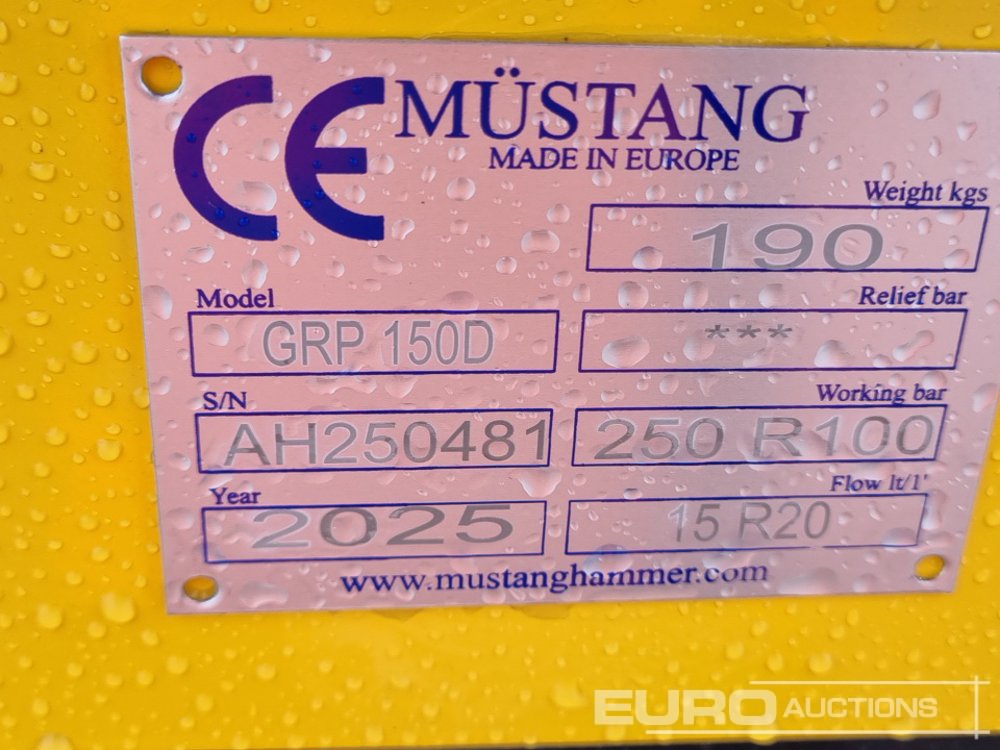 CE MÜSTANG
MADE IN EUROPE
Weight kgs
190
Model
GRP 150D
Relief bar
***
S/N
AH250481
Working bar
250 R100
Year
2025
Flow lt/1'
15 R20
www.mustanghammer.com
EURO AUCTIONS